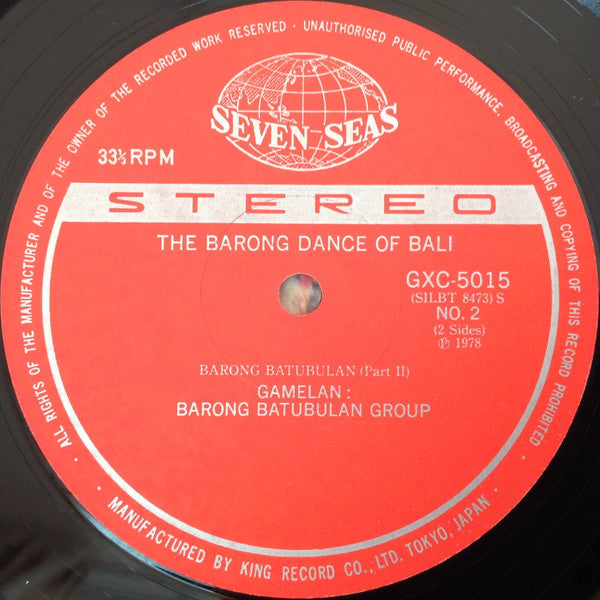 · ALL RIGHTS OF THE MANUFACTURER AND OF THE OWNER OF THE RECORDED WORK RESERVED · UNAUTHORISED PUBLIC PERFORMANCE, BROADCASTING AND COPYING OF THIS RECORD PROHIBITED ·
SEVEN SEAS
33⅓ RPM
STEREO
THE BARONG DANCE OF BALI
GXC-5015
(SILBT 8473) S
NO. 2
(2 Sides)
℗ 1978
BARONG BATUBULAN (Part II)
GAMELAN :
BARONG BATUBULAN GROUP
MANUFACTURED BY KING RECORD CO., LTD. TOKYO, JAPAN ·